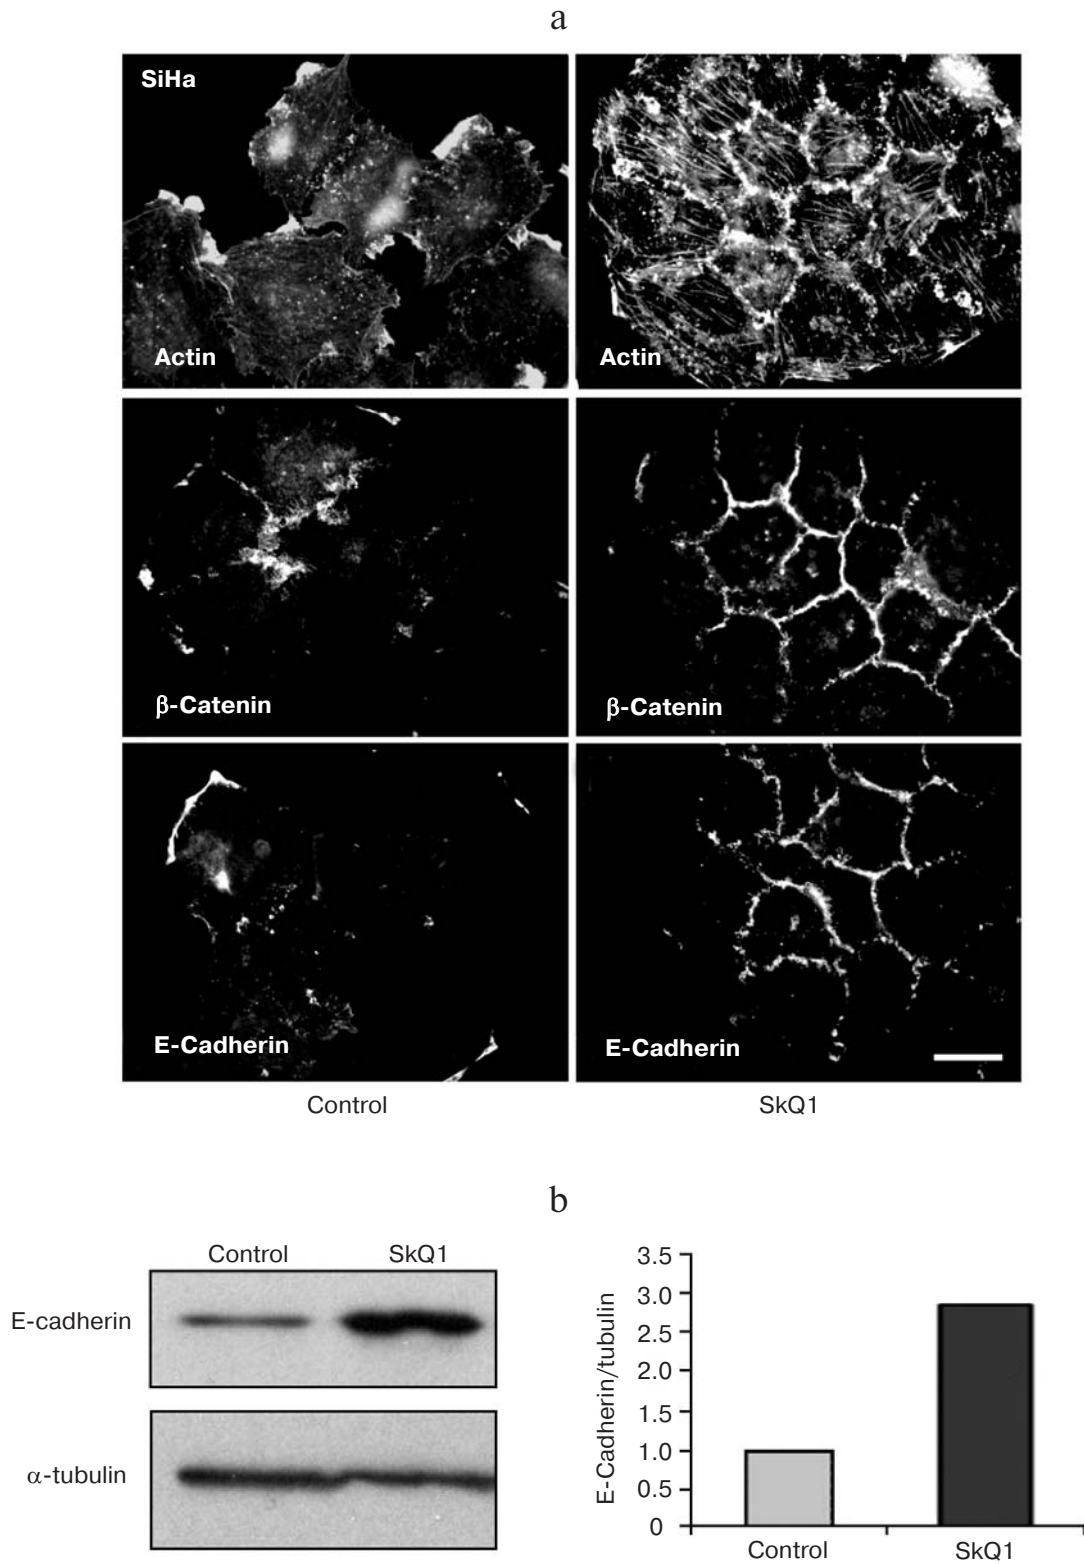 a
SiHa
Actin
Actin
β-Catenin
β-Catenin
E-Cadherin
E-Cadherin
Control
SkQ1
b
Control
SkQ1
E-cadherin
α-tubulin
E-Cadherin/tubulin
3.5
3.0
2.5
2.0
1.5
1.0
0.5
0
Control
SkQ1